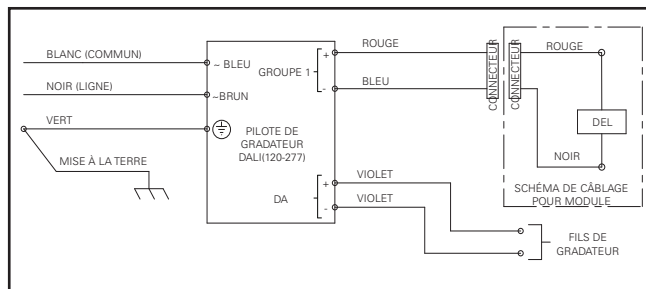 BLANC (COMMUN)
NOIR (LIGNE)
VERT
MISE À LA TERRE
~ BLEU
~BRUN
GROUPE 1
+
-
PILOTE DE
GRADATEUR
DALI(120-277)
DA
+
-
ROUGE
BLEU
VIOLET
VIOLET
CONNECTEUR
CONNECTEUR
ROUGE
DEL
NOIR
SCHÉMA DE CÂBLAGE
POUR MODULE
FILS DE
GRADATEUR